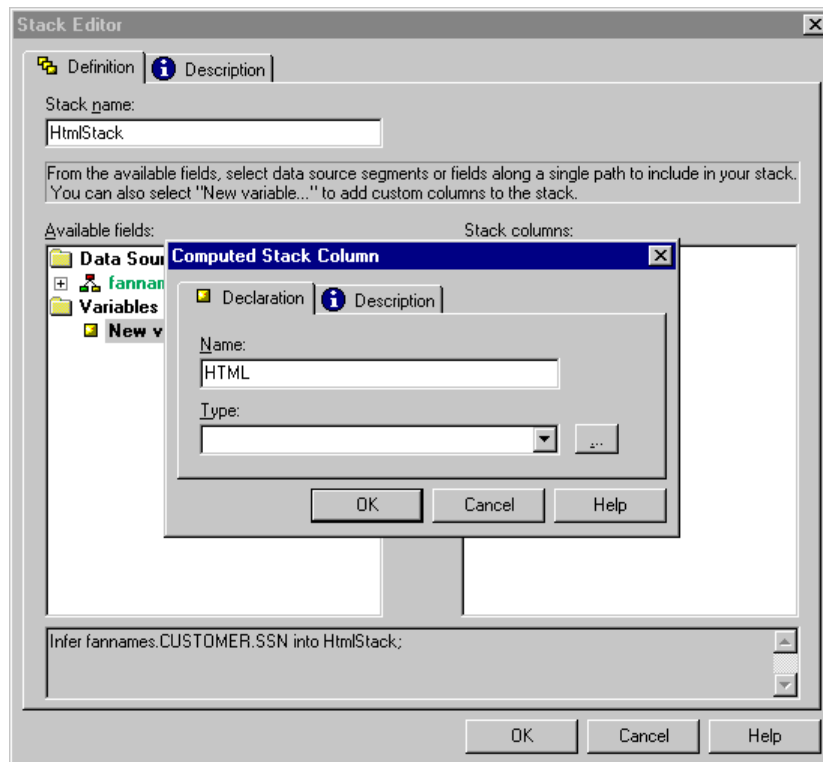 Stack Editor
Definition
Description
Stack name:
HtmlStack
From the available fields, select data source segments or fields along a single path to include in your stack.
You can also select "New variable..." to add custom columns to the stack.
Available fields:
Stack columns:
Data Sour
fannam
Variables
New v
Computed Stack Column
Declaration
Description
Name:
HTML
Type:
...
OK
Cancel
Help
Infer fannames.CUSTOMER.SSN into HtmlStack;
OK
Cancel
Help